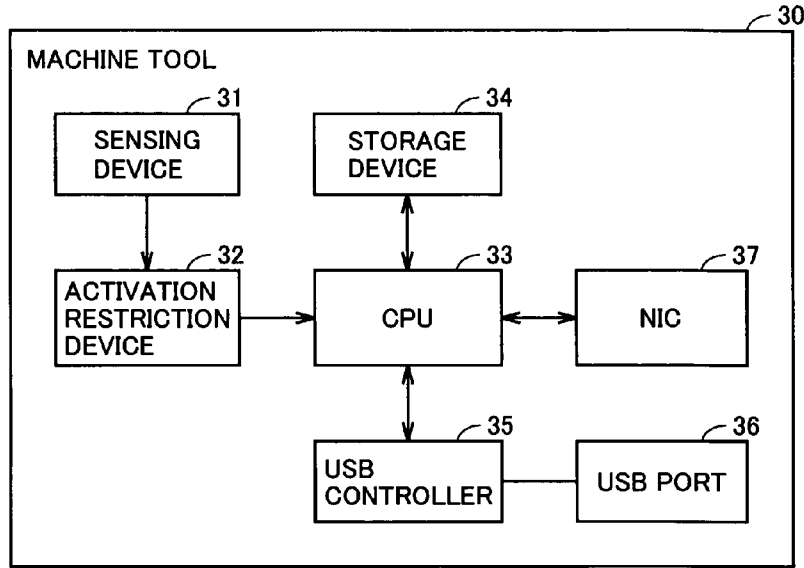 30
MACHINE TOOL
31
SENSING
DEVICE
34
STORAGE
DEVICE
32
ACTIVATION
RESTRICTION
DEVICE
33
CPU
37
NIC
35
USB
CONTROLLER
36
USB PORT